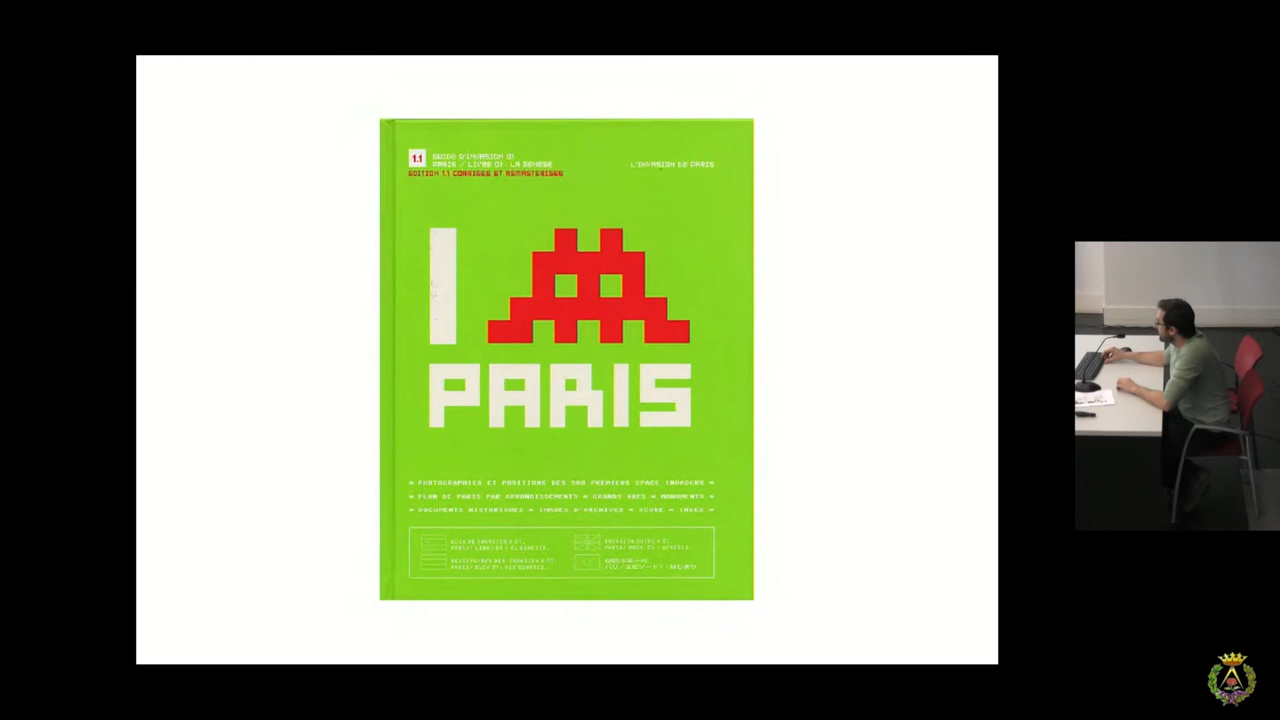 1.1
GUIDE D'INVASION 01
PARIS / LIVRE 01 : LA GENESE
EDITION 1.1 CORRIGEE ET REMASTERISEE
L'INVASION DE PARIS
I
PARIS
PHOTOGRAPHIES ET POSITIONS DES 500 PREMIERS SPACE INVADERS
PLAN DE PARIS PAR ARRONDISSEMENTS GRANDS AXES MONUMENTS
DOCUMENTS HISTORIQUES IMAGES D'ARCHIVES SCORE INDEX